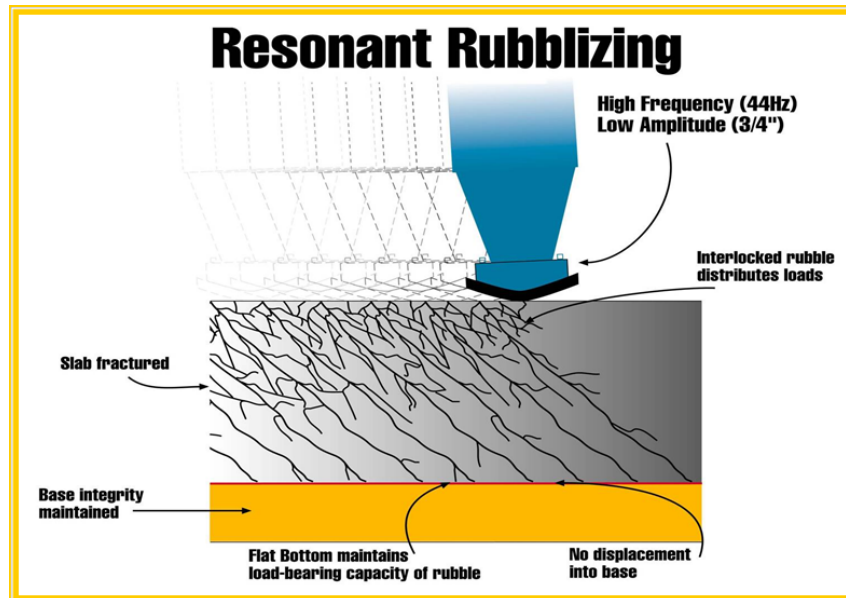 Resonant Rubblizing
High Frequency (44Hz)
Low Amplitude (3/4")
Interlocked rubble
distributes loads
Slab fractured
Base integrity
maintained
Flat Bottom maintains
load-bearing capacity of rubble
No displacement
into base